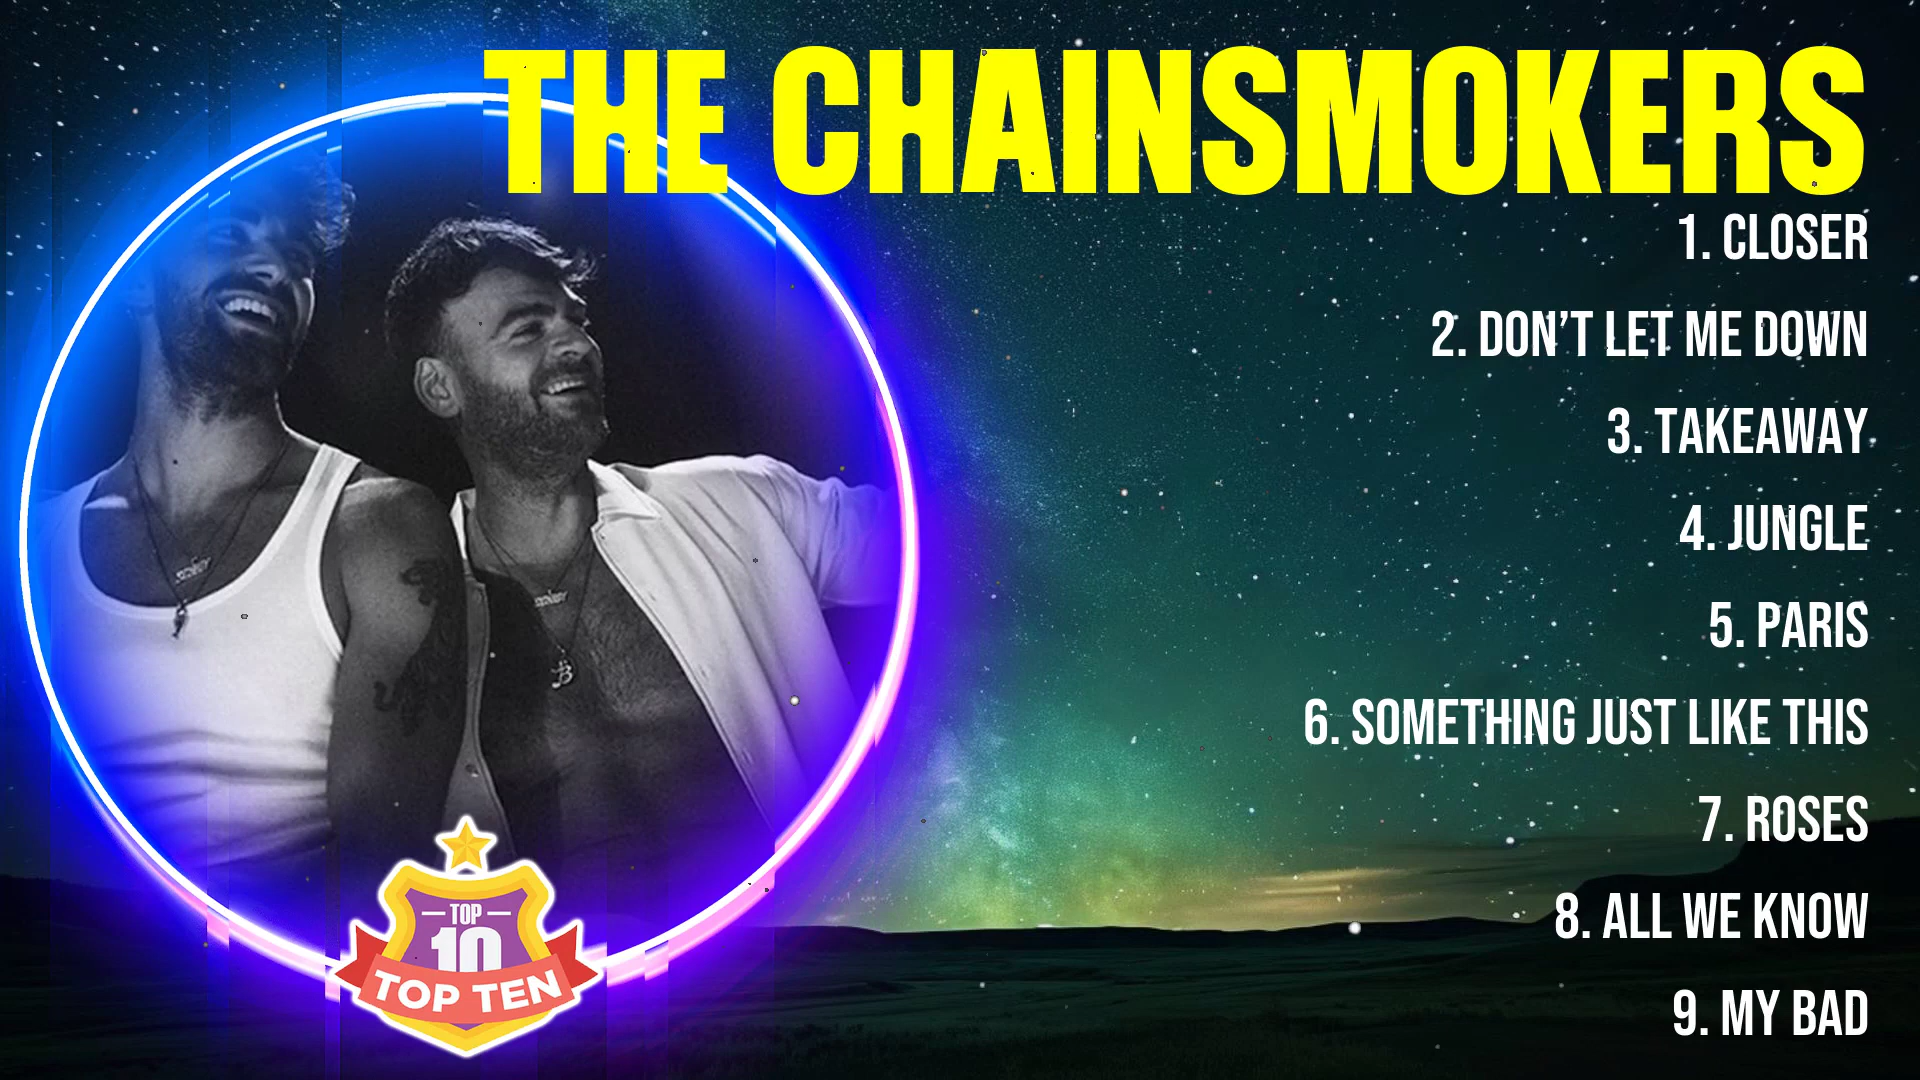 THE CHAINSMOKERS
1. CLOSER
2. DON’T LET ME DOWN
3. TAKEAWAY
4. JUNGLE
5. PARIS
6. SOMETHING JUST LIKE THIS
7. ROSES
8. ALL WE KNOW
9. MY BAD
TOP
10
TOP TEN